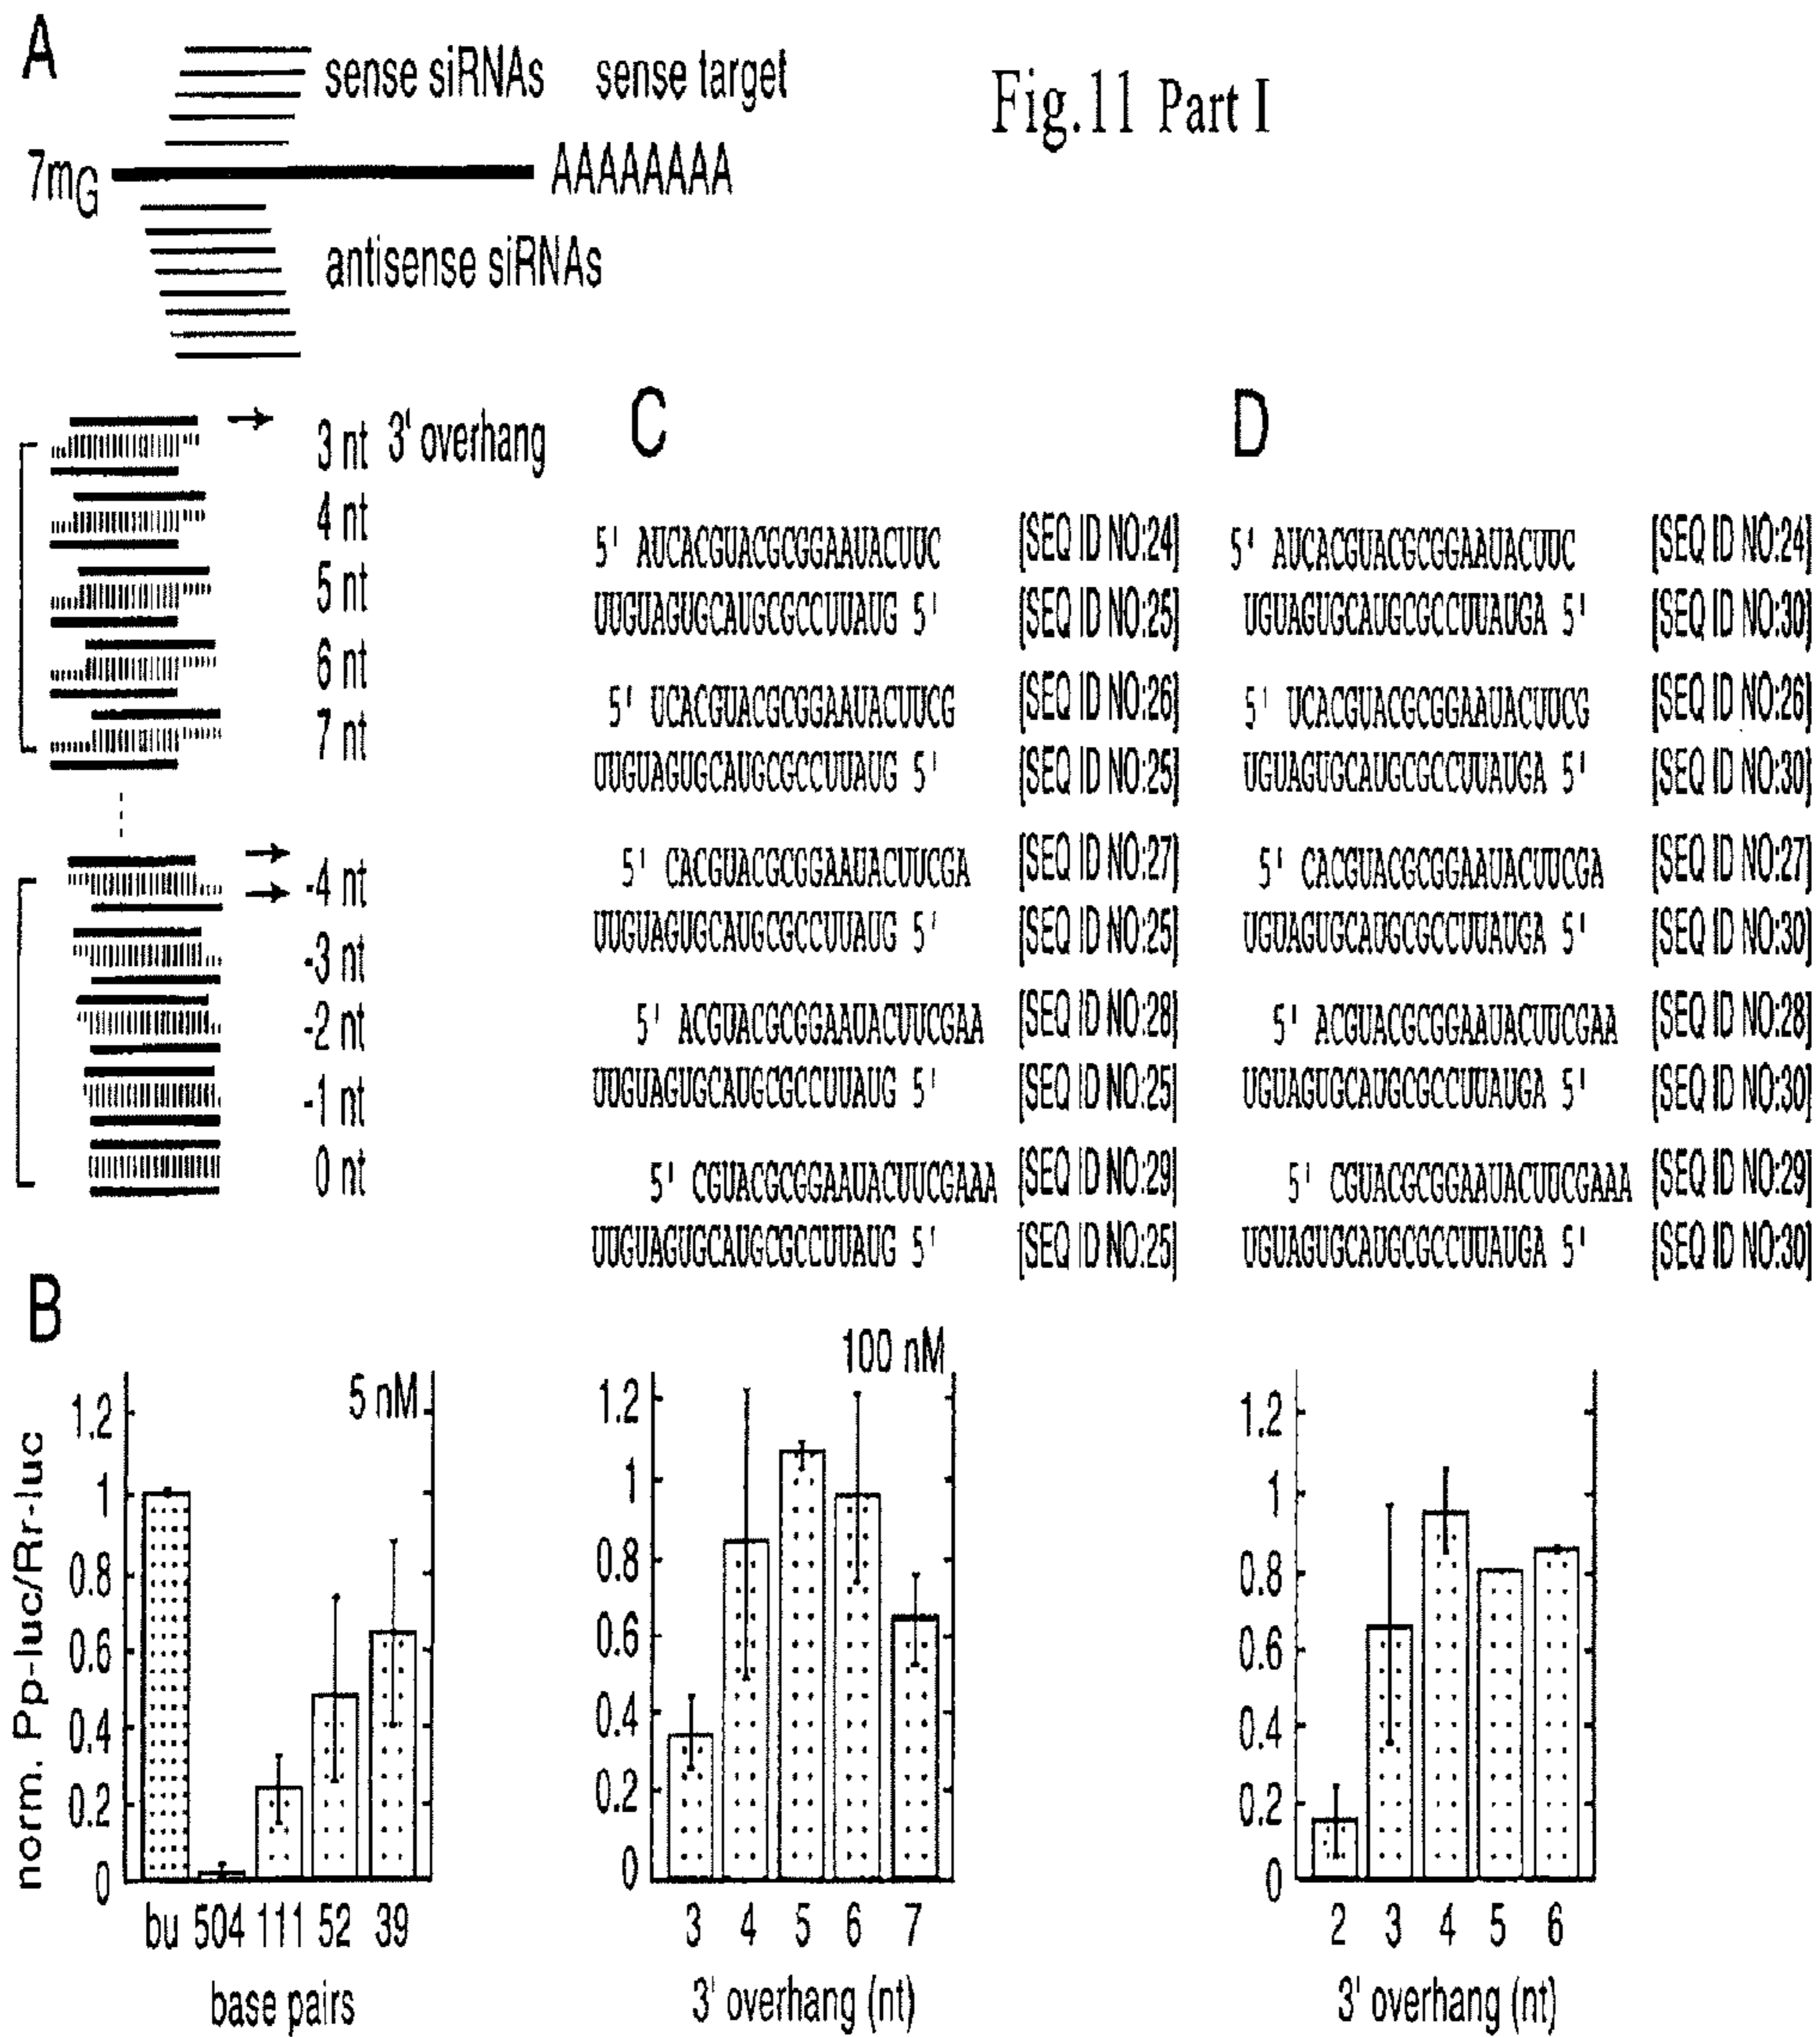 A
sense siRNAs
sense target
Fig.11 Part I
7mG
AAAAAAAA
antisense siRNAs
3 nt 3' overhang
4 nt
5 nt
6 nt
7 nt
-4 nt
-3 nt
-2 nt
-1 nt
0 nt
C
5' AUCACGUACGCGGAAUACUUC [SEQ ID NO:24]
UUGUAGUGCAUGCGCCUUAUG 5' [SEQ ID NO:25]
5' UCACGUACGCGGAAUACUUCG [SEQ ID NO:26]
UUGUAGUGCAUGCGCCUUAUG 5' [SEQ ID NO:25]
5' CACGUACGCGGAAUACUUCGA [SEQ ID NO:27]
UUGUAGUGCAUGCGCCUUAUG 5' [SEQ ID NO:25]
5' ACGUACGCGGAAUACUUCGAA [SEQ ID NO:28]
UUGUAGUGCAUGCGCCUUAUG 5' [SEQ ID NO:25]
5' CGUACGCGGAAUACUUCGAAA [SEQ ID NO:29]
UUGUAGUGCAUGCGCCUUAUG 5' [SEQ ID NO:25]
D
5' AUCACGUACGCGGAAUACUUC [SEQ ID NO:24]
UGUAGUGCAUGCGCCUUAUGA 5' [SEQ ID NO:30]
5' UCACGUACGCGGAAUACUUCG [SEQ ID NO:26]
UGUAGUGCAUGCGCCUUAUGA 5' [SEQ ID NO:30]
5' CACGUACGCGGAAUACUUCGA [SEQ ID NO:27]
UGUAGUGCAUGCGCCUUAUGA 5' [SEQ ID NO:30]
5' ACGUACGCGGAAUACUUCGAA [SEQ ID NO:28]
UGUAGUGCAUGCGCCUUAUGA 5' [SEQ ID NO:30]
5' CGUACGCGGAAUACUUCGAAA [SEQ ID NO:29]
UGUAGUGCAUGCGCCUUAUGA 5' [SEQ ID NO:30]
B
norm. Pp-luc/Rr-luc
5 nM
1.2
1
0.8
0.6
0.4
0.2
0
bu 504 111 52 39
base pairs
100 nM
1.2
1
0.8
0.6
0.4
0.2
0
3 4 5 6 7
3' overhang (nt)
1.2
1
0.8
0.6
0.4
0.2
0
2 3 4 5 6
3' overhang (nt)